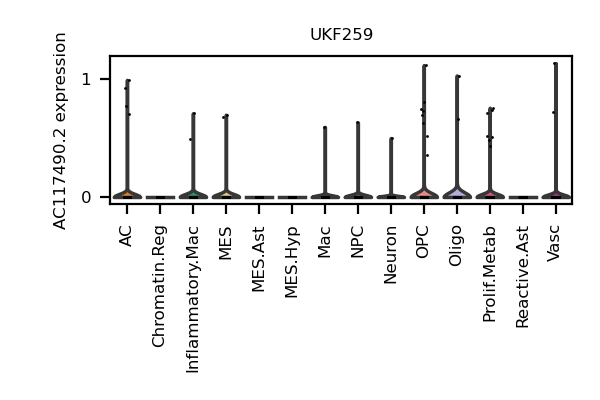 UKF259
AC117490.2 expression
1
0
AC
Chromatin.Reg
Inflammatory.Mac
MES
MES.Ast
MES.Hyp
Mac
NPC
Neuron
OPC
Oligo
Prolif.Metab
Reactive.Ast
Vasc